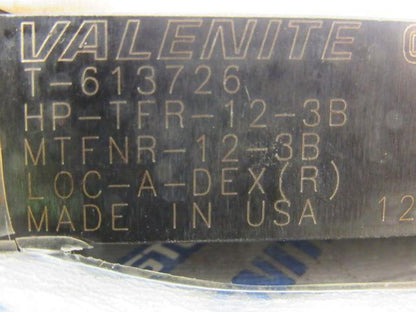 VALENITE
T-613726
HP-TFR-12-3B
MTFNR-12-3B
LOC-A-DEX(R)
MADE IN USA 12